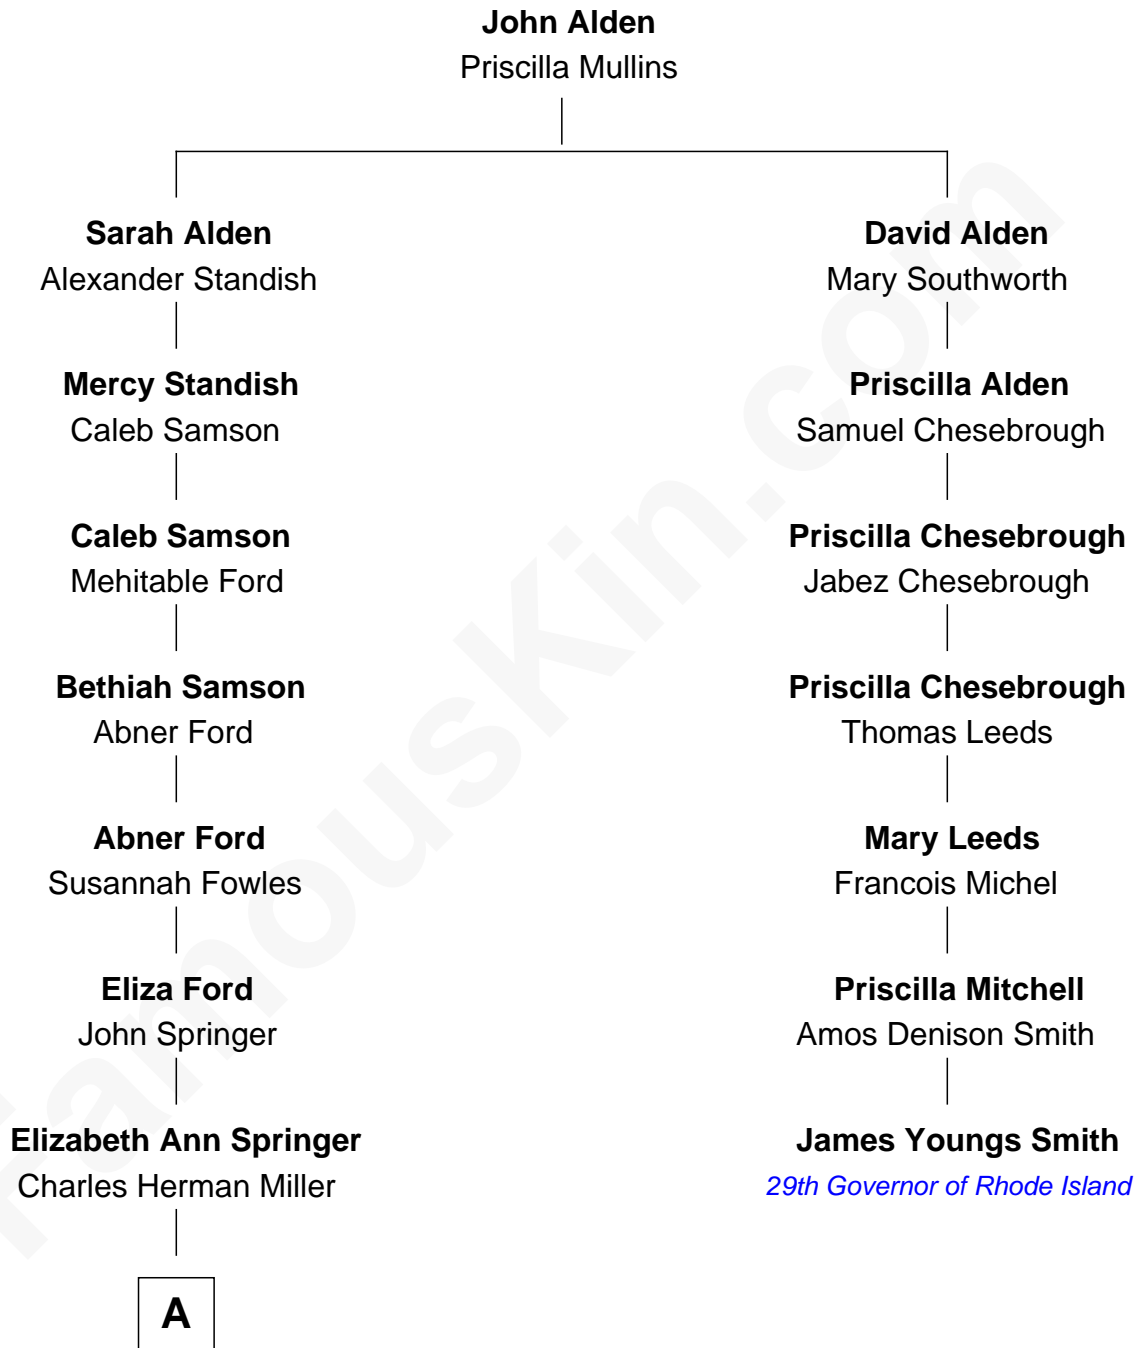 John Alden
Priscilla Mullins
Sarah Alden
Alexander Standish
David Alden
Mary Southworth
Mercy Standish
Caleb Samson
Priscilla Alden
Samuel Chesebrough
Caleb Samson
Mehitable Ford
Priscilla Chesebrough
Jabez Chesebrough
Bethiah Samson
Abner Ford
Priscilla Chesebrough
Thomas Leeds
Abner Ford
Susannah Fowles
Mary Leeds
Francois Michel
Eliza Ford
John Springer
Priscilla Mitchell
Amos Denison Smith
Elizabeth Ann Springer
Charles Herman Miller
James Youngs Smith
29th Governor of Rhode Island
A
FamousKin.com